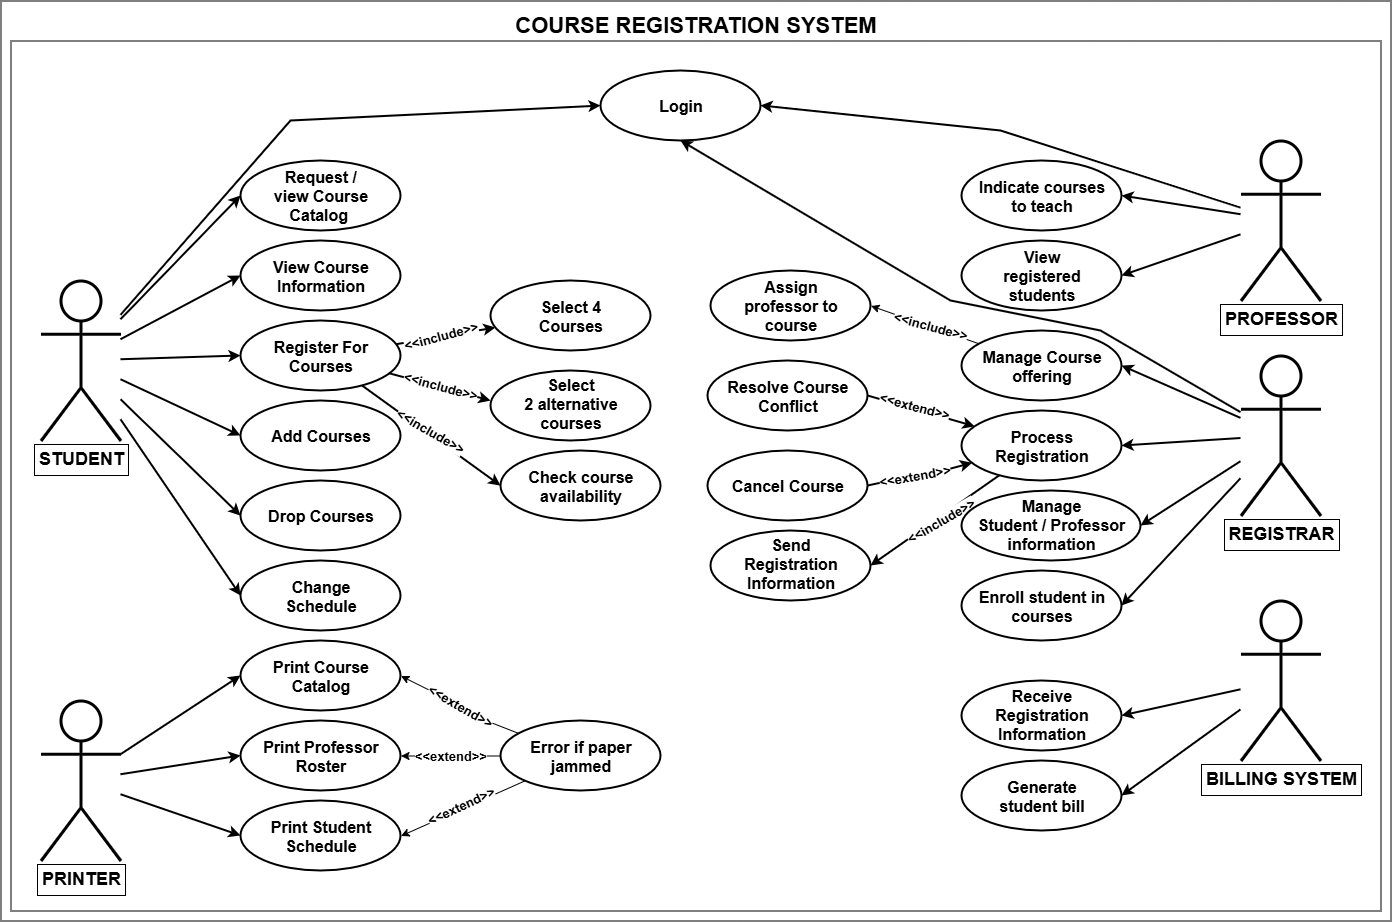 COURSE REGISTRATION SYSTEM
Login
Request /
view Course
Catalog
View Course
Information
Register For
Courses
Add Courses
Drop Courses
Change
Schedule
STUDENT
<<include>>
<<include>>
<<include>>
Select 4
Courses
Select
2 alternative
courses
Check course
availability
Print Course
Catalog
Print Professor
Roster
Print Student
Schedule
PRINTER
<<extend>>
<<extend>>
<<extend>>
Error if paper
jammed
Indicate courses
to teach
View
registered
students
PROFESSOR
Assign
professor to
course
<<include>>
Manage Course
offering
Resolve Course
Conflict
<<extend>>
Process
Registration
Cancel Course
<<extend>>
Send
Registration
Information
<<include>>
Manage
Student / Professor
information
Enroll student in
courses
REGISTRAR
Receive
Registration
Information
Generate
student bill
BILLING SYSTEM